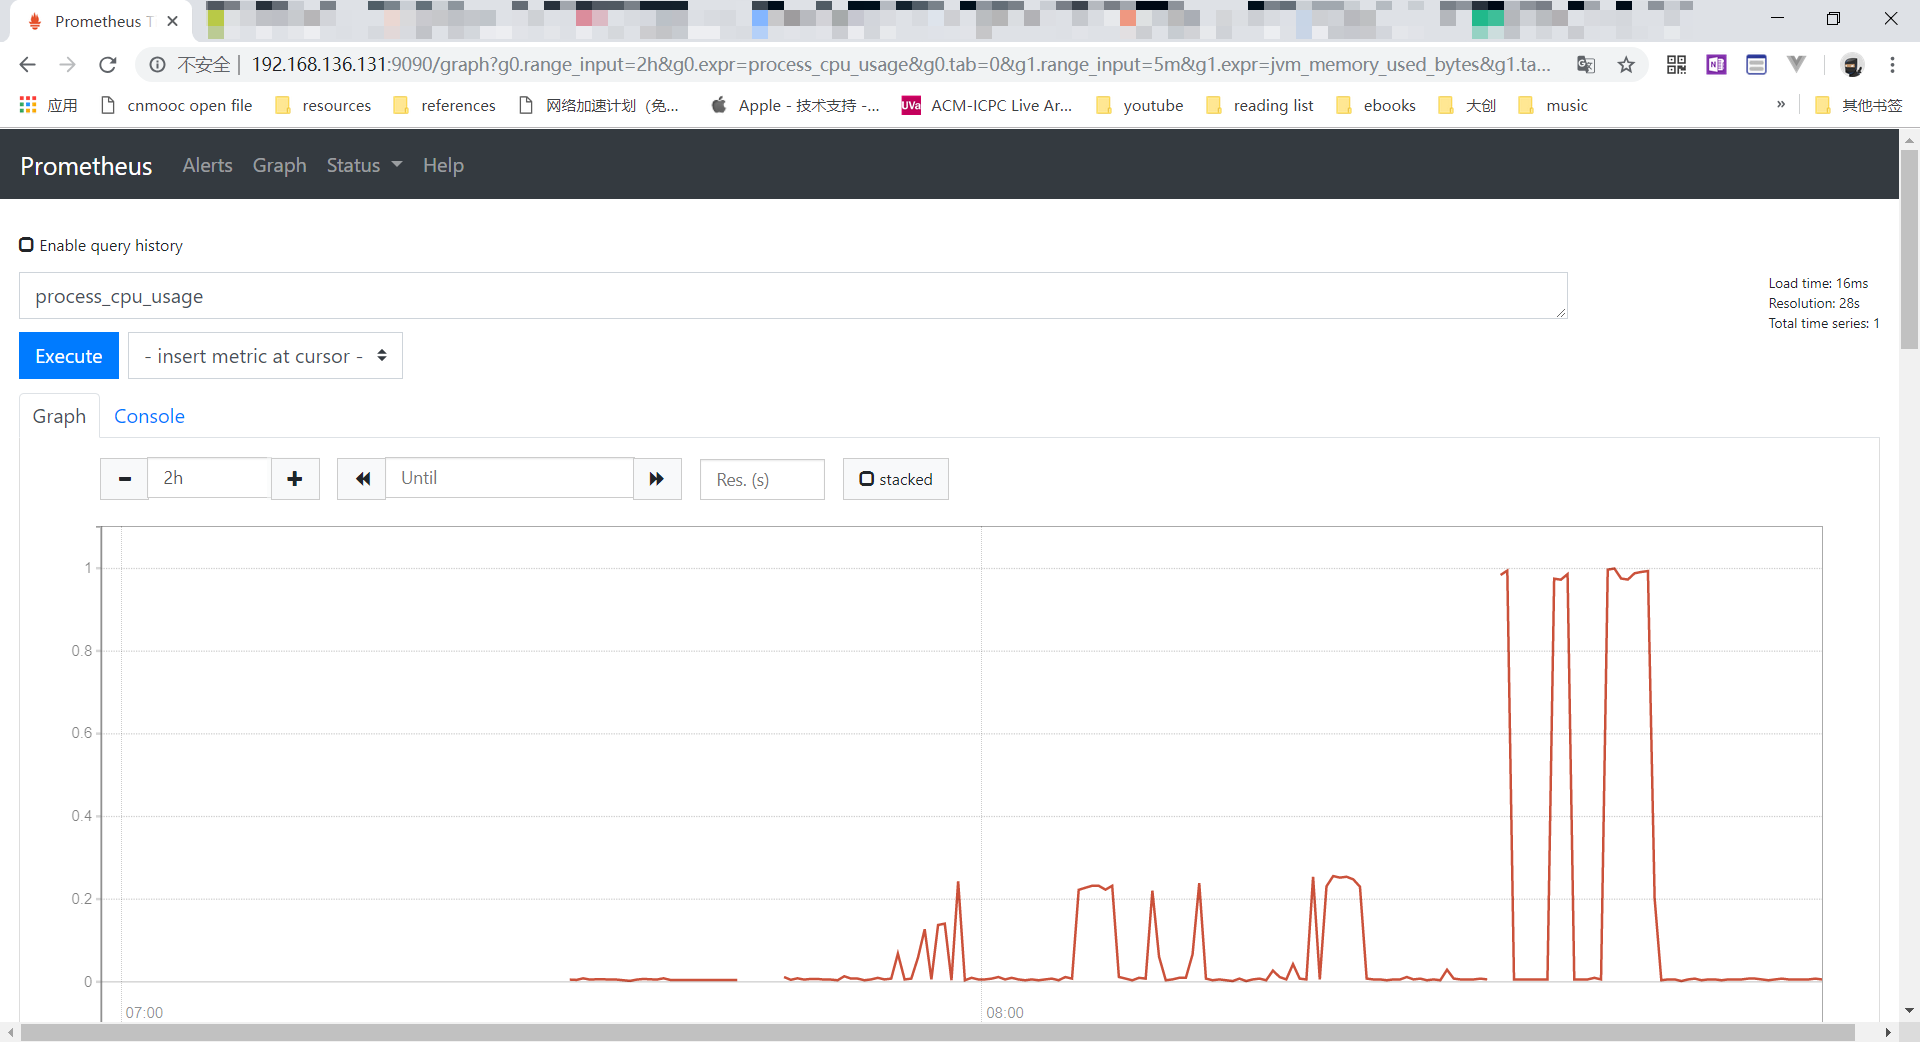 Prometheus T
不安全 | 192.168.136.131:9090/graph?g0.range_input=2h&g0.expr=process_cpu_usage&g0.tab=0&g1.range_input=5m&g1.expr=jvm_memory_used_bytes&g1.ta...
应用 cnmooc open file resources references 网络加速计划（免... Apple - 技术支持 -... UVa ACM-ICPC Live Ar... youtube reading list ebooks 大创 music » 其他书签
Prometheus Alerts Graph Status Help
Enable query history
process_cpu_usage
Load time: 16ms
Resolution: 28s
Total time series: 1
Execute - insert metric at cursor -
Graph Console
2h Until Res. (s) stacked
1
0.8
0.6
0.4
0.2
0
07:00 08:00